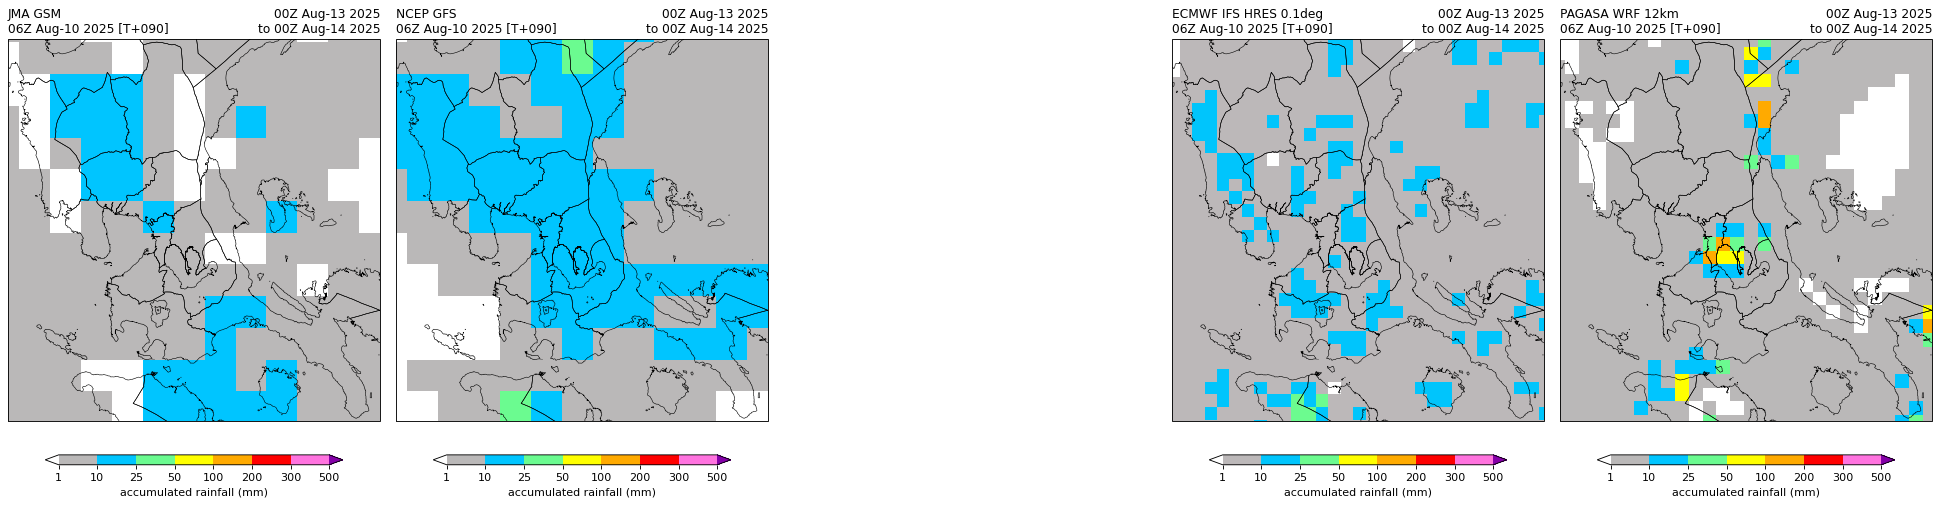 JMA GSM 00Z Aug-13 2025
06Z Aug-10 2025 [T+090] to 00Z Aug-14 2025
1 10 25 50 100 200 300 500
accumulated rainfall (mm)
NCEP GFS 00Z Aug-13 2025
06Z Aug-10 2025 [T+090] to 00Z Aug-14 2025
1 10 25 50 100 200 300 500
accumulated rainfall (mm)
ECMWF IFS HRES 0.1deg 00Z Aug-13 2025
06Z Aug-10 2025 [T+090] to 00Z Aug-14 2025
1 10 25 50 100 200 300 500
accumulated rainfall (mm)
PAGASA WRF 12km 00Z Aug-13 2025
06Z Aug-10 2025 [T+090] to 00Z Aug-14 2025
1 10 25 50 100 200 300 500
accumulated rainfall (mm)